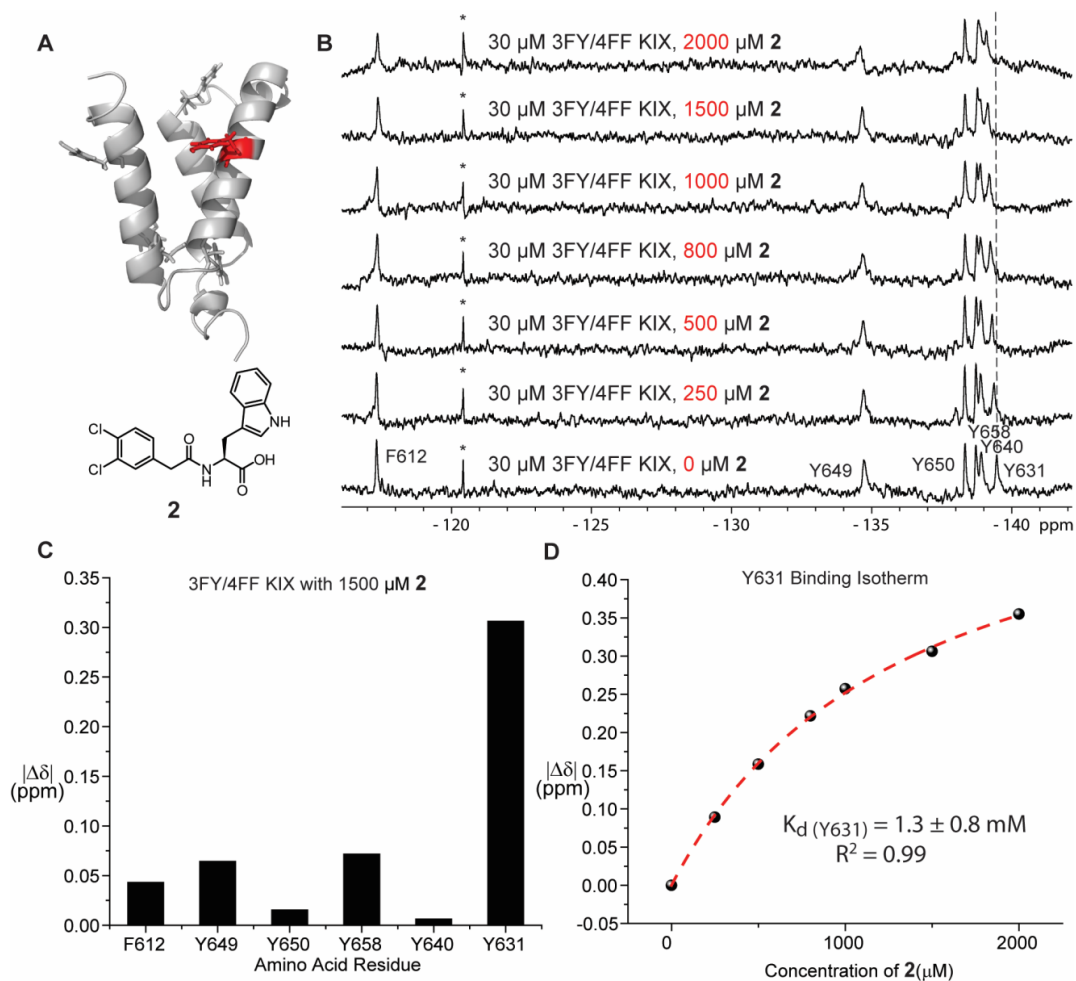 A
Cl
Cl
O
N
H
NH
OH
O
2
B
*
30 µM 3FY/4FF KIX, 2000 µM 2
*
30 µM 3FY/4FF KIX, 1500 µM 2
*
30 µM 3FY/4FF KIX, 1000 µM 2
*
30 µM 3FY/4FF KIX, 800 µM 2
*
30 µM 3FY/4FF KIX, 500 µM 2
*
30 µM 3FY/4FF KIX, 250 µM 2
*
30 µM 3FY/4FF KIX, 0 µM 2
F612
Y649
Y650
Y658
Y640
Y631
-120 -125 -130 -135 -140 ppm
C
3FY/4FF KIX with 1500 µM 2
0.35
0.30
0.25
0.20
|Δδ|
(ppm)
0.15
0.10
0.05
0.00
F612 Y649 Y650 Y658 Y640 Y631
Amino Acid Residue
D
Y631 Binding Isotherm
0.40
0.35
0.30
0.25
0.20
|Δδ|
(ppm)
0.15
0.10
0.05
0.00
-0.05
Kd (Y631) = 1.3 ± 0.8 mM
R² = 0.99
0 1000 2000
Concentration of 2(µM)